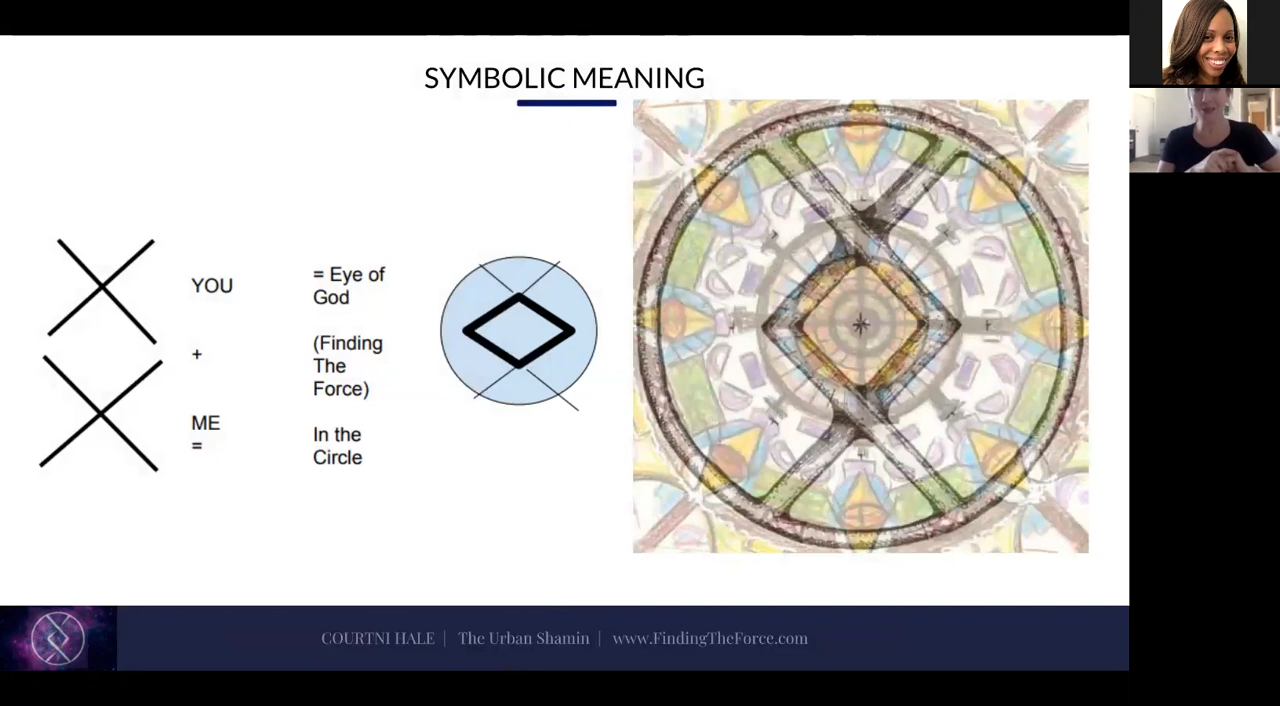 SYMBOLIC MEANING
YOU
+
ME
=
= Eye of
God
(Finding
The
Force)
In the
Circle
COURTNI HALE | The Urban Shamin | www.FindingTheForce.com